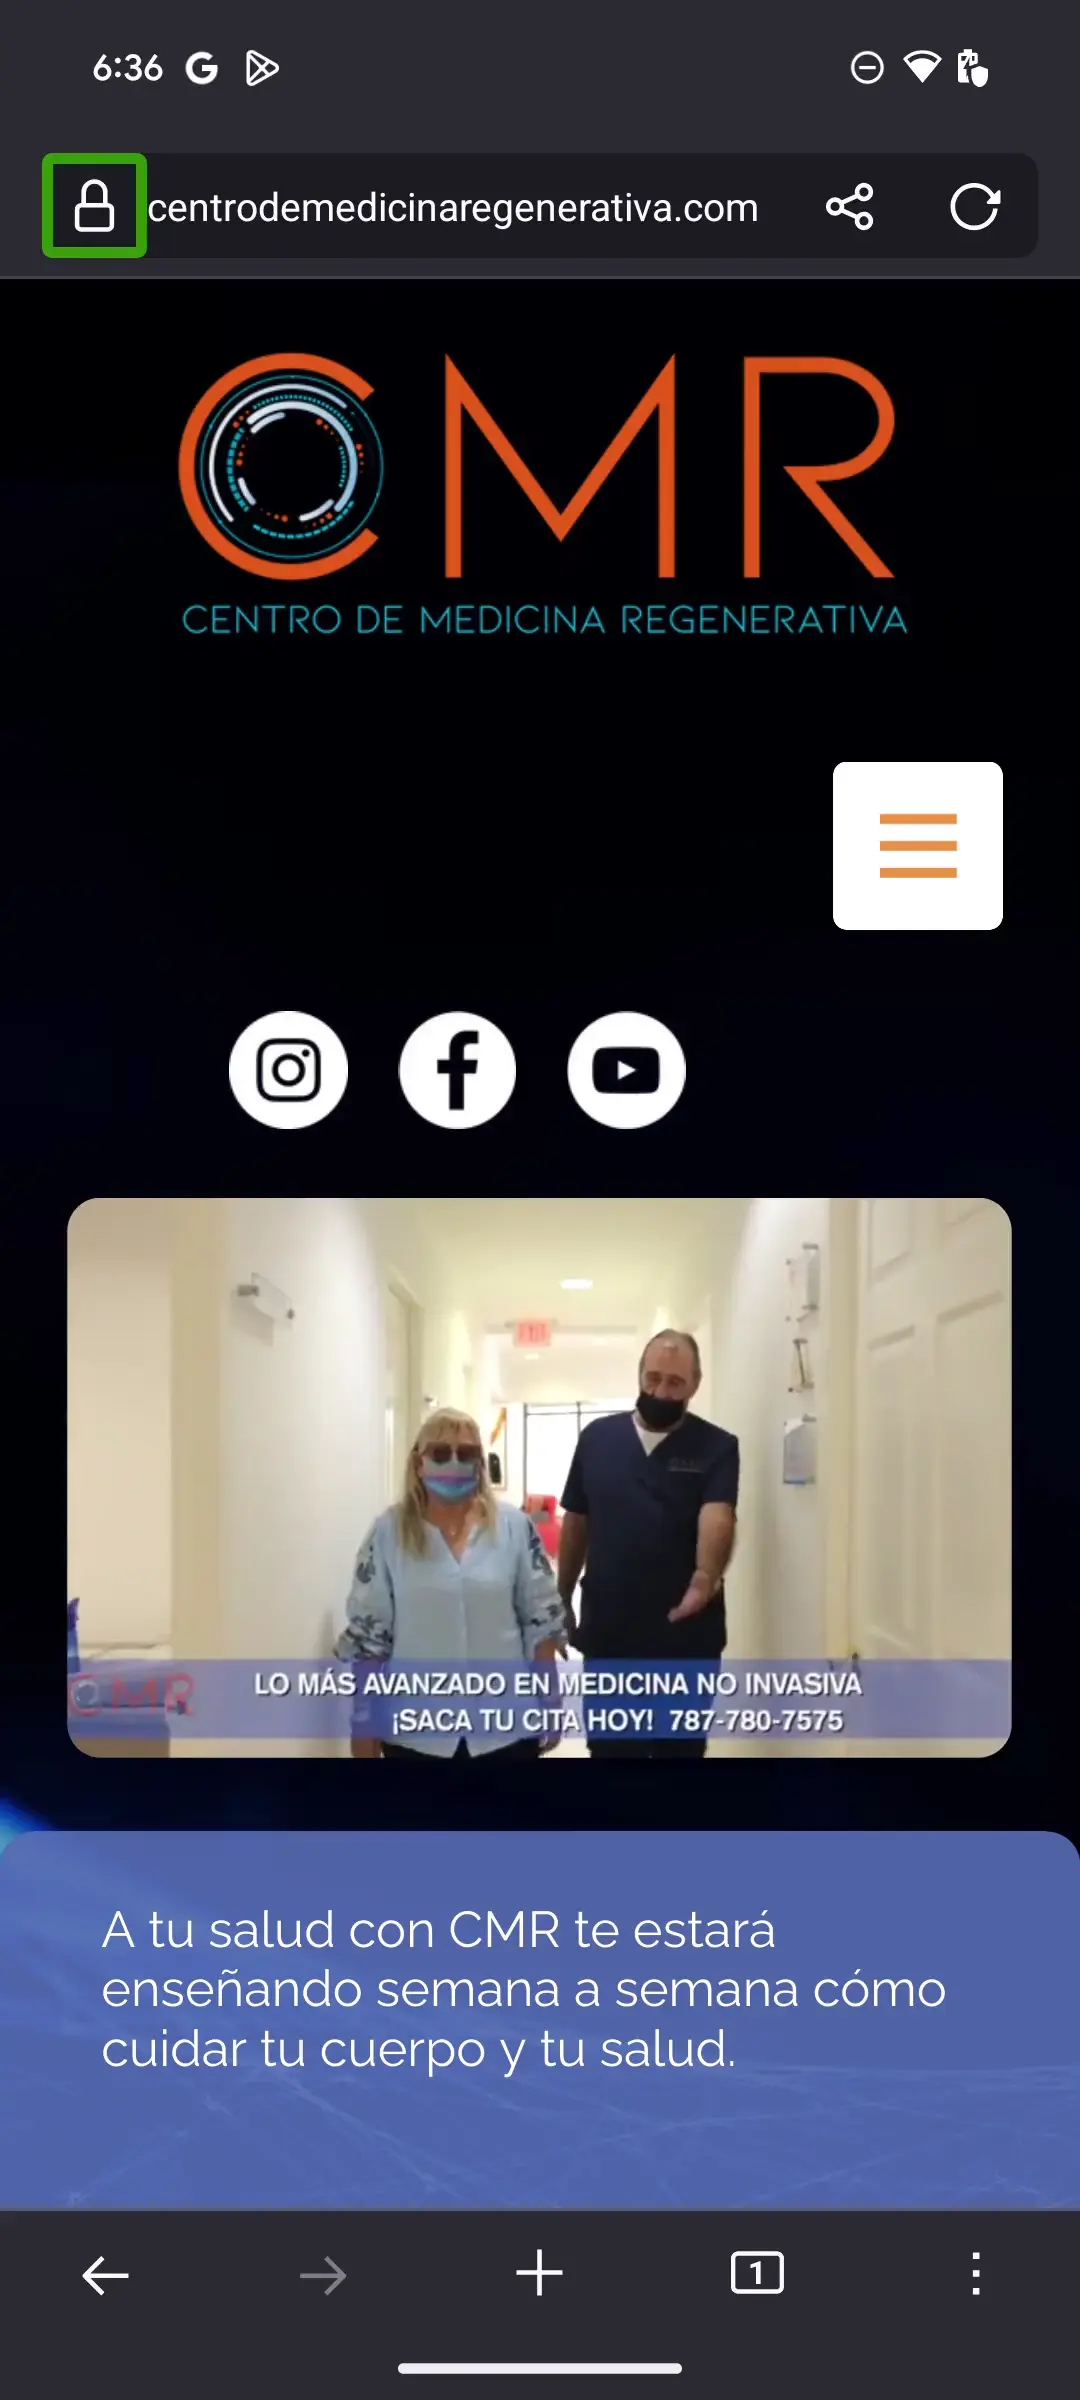 6:36
centrodemedicinaregenerativa.com
CMR
CENTRO DE MEDICINA REGENERATIVA
EXIT
CMR
LO MÁS AVANZADO EN MEDICINA NO INVASIVA
¡SACA TU CITA HOY! 787-780-7575
A tu salud con CMR te estará
enseñando semana a semana cómo
cuidar tu cuerpo y tu salud.
1